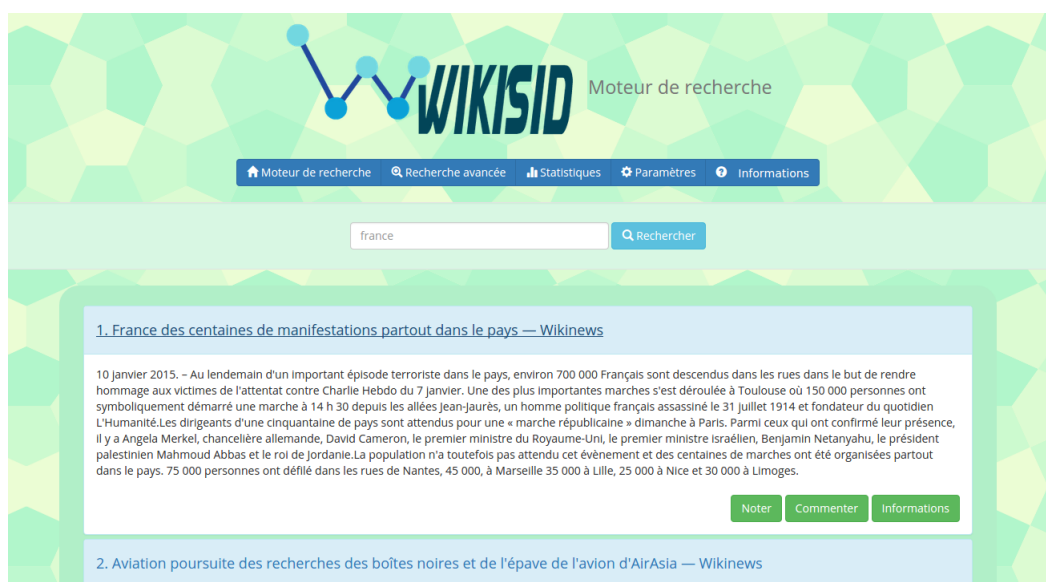 WIKISID Moteur de recherche
Moteur de recherche Recherche avancée Statistiques Paramètres Informations
france Rechercher
1. France des centaines de manifestations partout dans le pays — Wikinews
10 janvier 2015. – Au lendemain d'un important épisode terroriste dans le pays, environ 700 000 Français sont descendus dans les rues dans le but de rendre
hommage aux victimes de l'attentat contre Charlie Hebdo du 7 janvier. Une des plus importantes marches s'est déroulée à Toulouse où 150 000 personnes ont
symboliquement démarré une marche à 14 h 30 depuis les allées Jean-Jaurès, un homme politique français assassiné le 31 juillet 1914 et fondateur du quotidien
L'Humanité.Les dirigeants d'une cinquantaine de pays sont attendus pour une « marche républicaine » dimanche à Paris. Parmi ceux qui ont confirmé leur présence,
il y a Angela Merkel, chancelière allemande, David Cameron, le premier ministre du Royaume-Uni, le premier ministre israélien, Benjamin Netanyahu, le président
palestinien Mahmoud Abbas et le roi de Jordanie.La population n'a toutefois pas attendu cet évènement et des centaines de marches ont été organisées partout
dans le pays. 75 000 personnes ont défilé dans les rues de Nantes, 45 000, à Marseille 35 000 à Lille, 25 000 à Nice et 30 000 à Limoges.
Noter Commenter Informations
2. Aviation poursuite des recherches des boîtes noires et de l'épave de l'avion d'AirAsia — Wikinews